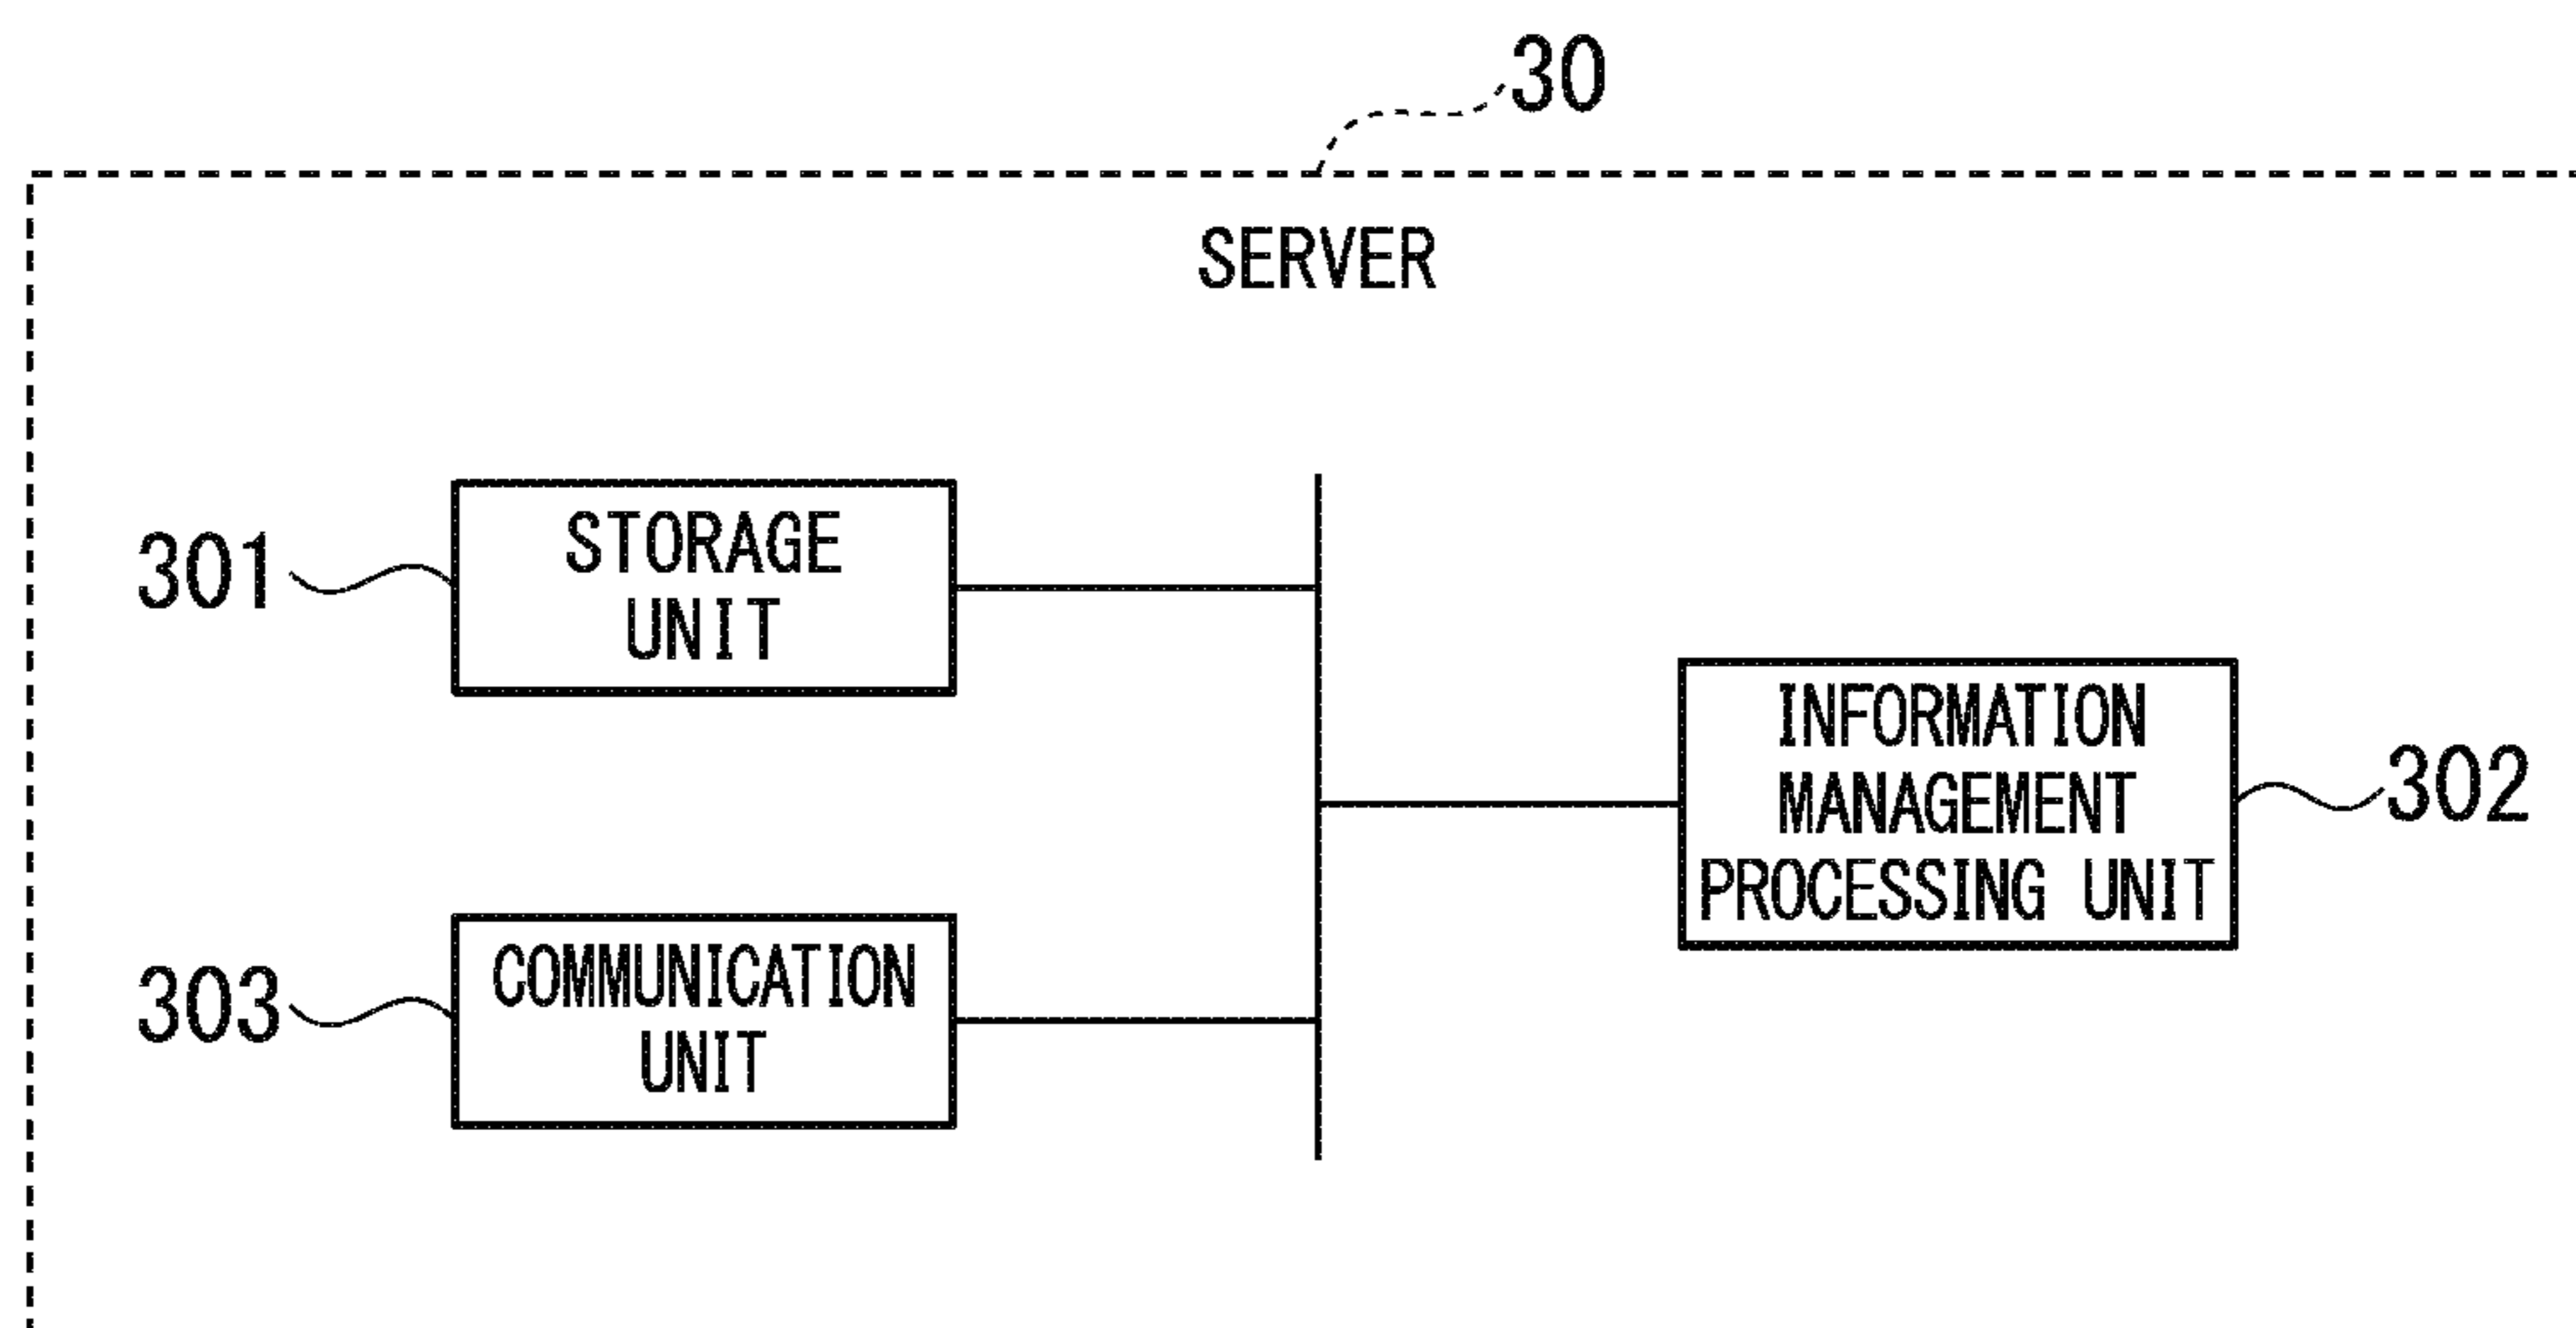 30
SERVER
301
STORAGE
UNIT
INFORMATION
MANAGEMENT
PROCESSING UNIT
302
303
COMMUNICATION
UNIT